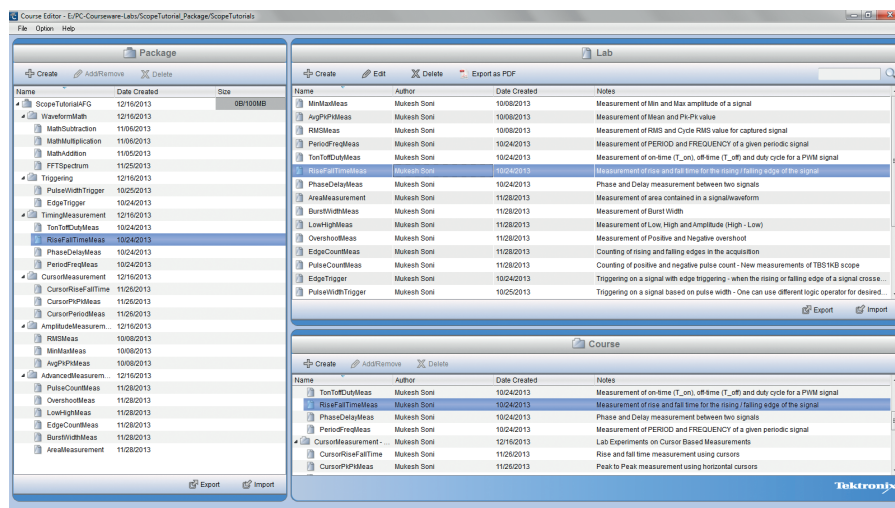 Course Editor - E:/PC-Courseware-Labs/ScopeTutorial_Package/ScopeTutorials
File Option Help
Package
Create Add/Remove Delete
Name Date Created Size
ScopeTutorialAFG 12/16/2013 0B/100MB
WaveformMath 12/16/2013
MathSubtraction 11/06/2013
MathMultiplication 11/06/2013
MathAddition 11/05/2013
FFTSpectrum 11/25/2013
Triggering 12/16/2013
PulseWidthTrigger 10/25/2013
EdgeTrigger 10/24/2013
TimingMeasurement 12/16/2013
TonToffDutyMeas 10/24/2013
RiseFallTimeMeas 10/24/2013
PhaseDelayMeas 10/24/2013
PeriodFreqMeas 10/24/2013
CursorMeasurement 12/16/2013
CursorRiseFallTime 11/26/2013
CursorPkPkMeas 11/26/2013
CursorPeriodMeas 11/26/2013
AmplitudeMeasurem... 12/16/2013
RMSMeas 10/08/2013
MinMaxMeas 10/08/2013
AvgPkPkMeas 10/08/2013
AdvancedMeasurem... 12/16/2013
PulseCountMeas 11/28/2013
OvershootMeas 11/28/2013
LowHighMeas 11/28/2013
EdgeCountMeas 11/28/2013
BurstWidthMeas 11/28/2013
AreaMeasurement 11/28/2013
Export Import
Lab
Create Edit Delete Export as PDF
Name Author Date Created Notes
MinMaxMeas Mukesh Soni 10/08/2013 Measurement of Min and Max amplitude of a signal
AvgPkPkMeas Mukesh Soni 10/08/2013 Measurement of Mean and Pk-Pk value
RMSMeas Mukesh Soni 10/08/2013 Measurement of RMS and Cycle RMS value for captured signal
PeriodFreqMeas Mukesh Soni 10/24/2013 Measurement of PERIOD and FREQUENCY of a given periodic signal
TonToffDutyMeas Mukesh Soni 10/24/2013 Measurement of on-time (T_on), off-time (T_off) and duty cycle for a PWM signal
RiseFallTimeMeas Mukesh Soni 10/24/2013 Measurement of rise and fall time for the rising / falling edge of the signal
PhaseDelayMeas Mukesh Soni 10/24/2013 Phase and Delay measurement between two signals
AreaMeasurement Mukesh Soni 11/28/2013 Measurement of area contained in a signal/waveform
BurstWidthMeas Mukesh Soni 11/28/2013 Measurement of Burst Width
LowHighMeas Mukesh Soni 11/28/2013 Measurement of Low, High and Amplitude (High - Low)
OvershootMeas Mukesh Soni 11/28/2013 Measurement of Positive and Negative overshoot
EdgeCountMeas Mukesh Soni 11/28/2013 Counting of rising and falling edges in the acquisition
PulseCountMeas Mukesh Soni 11/28/2013 Counting of positive and negative pulse count - New measurements of TBS1KB scope
EdgeTrigger Mukesh Soni 10/24/2013 Triggering on a signal with edge triggering - when the rising or falling edge of a signal crosse...
PulseWidthTrigger Mukesh Soni 10/25/2013 Triggering on a signal based on pulse width - One can use different logic operator for desired...
Export Import
Course
Create Add/Remove Delete
Name Author Date Created Notes
TonToffDutyMeas Mukesh Soni 10/24/2013 Measurement of on-time (T_on), off-time (T_off) and duty cycle for a PWM signal
RiseFallTimeMeas Mukesh Soni 10/24/2013 Measurement of rise and fall time for the rising / falling edge of the signal
PhaseDelayMeas Mukesh Soni 10/24/2013 Phase and Delay measurement between two signals
PeriodFreqMeas Mukesh Soni 10/24/2013 Measurement of PERIOD and FREQUENCY of a given periodic signal
CursorMeasurement - ... Mukesh Soni 12/16/2013 Lab Experiments on Cursor Based Measurements
CursorRiseFallTime Mukesh Soni 11/26/2013 Rise and fall time measurement using cursors
CursorPkPkMeas Mukesh Soni 11/26/2013 Peak to Peak measurement using horizontal cursors
Tektronix